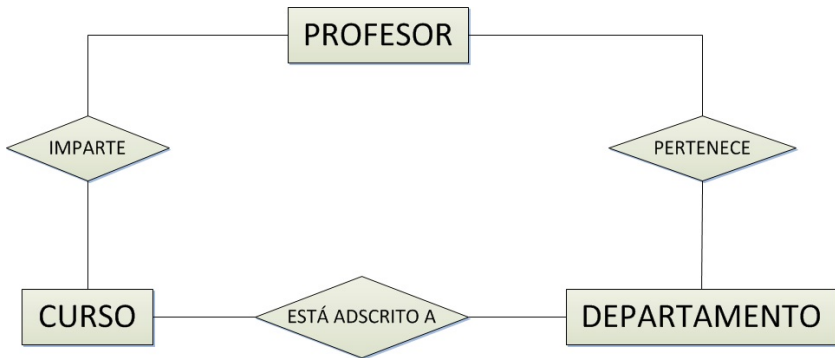 PROFESOR
IMPARTE
PERTENECE
CURSO
ESTÁ ADSCRITO A
DEPARTAMENTO